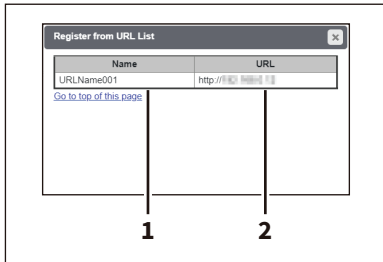 Register from URL List
Name URL
URLName001 http://
Go to top of this page
1 2